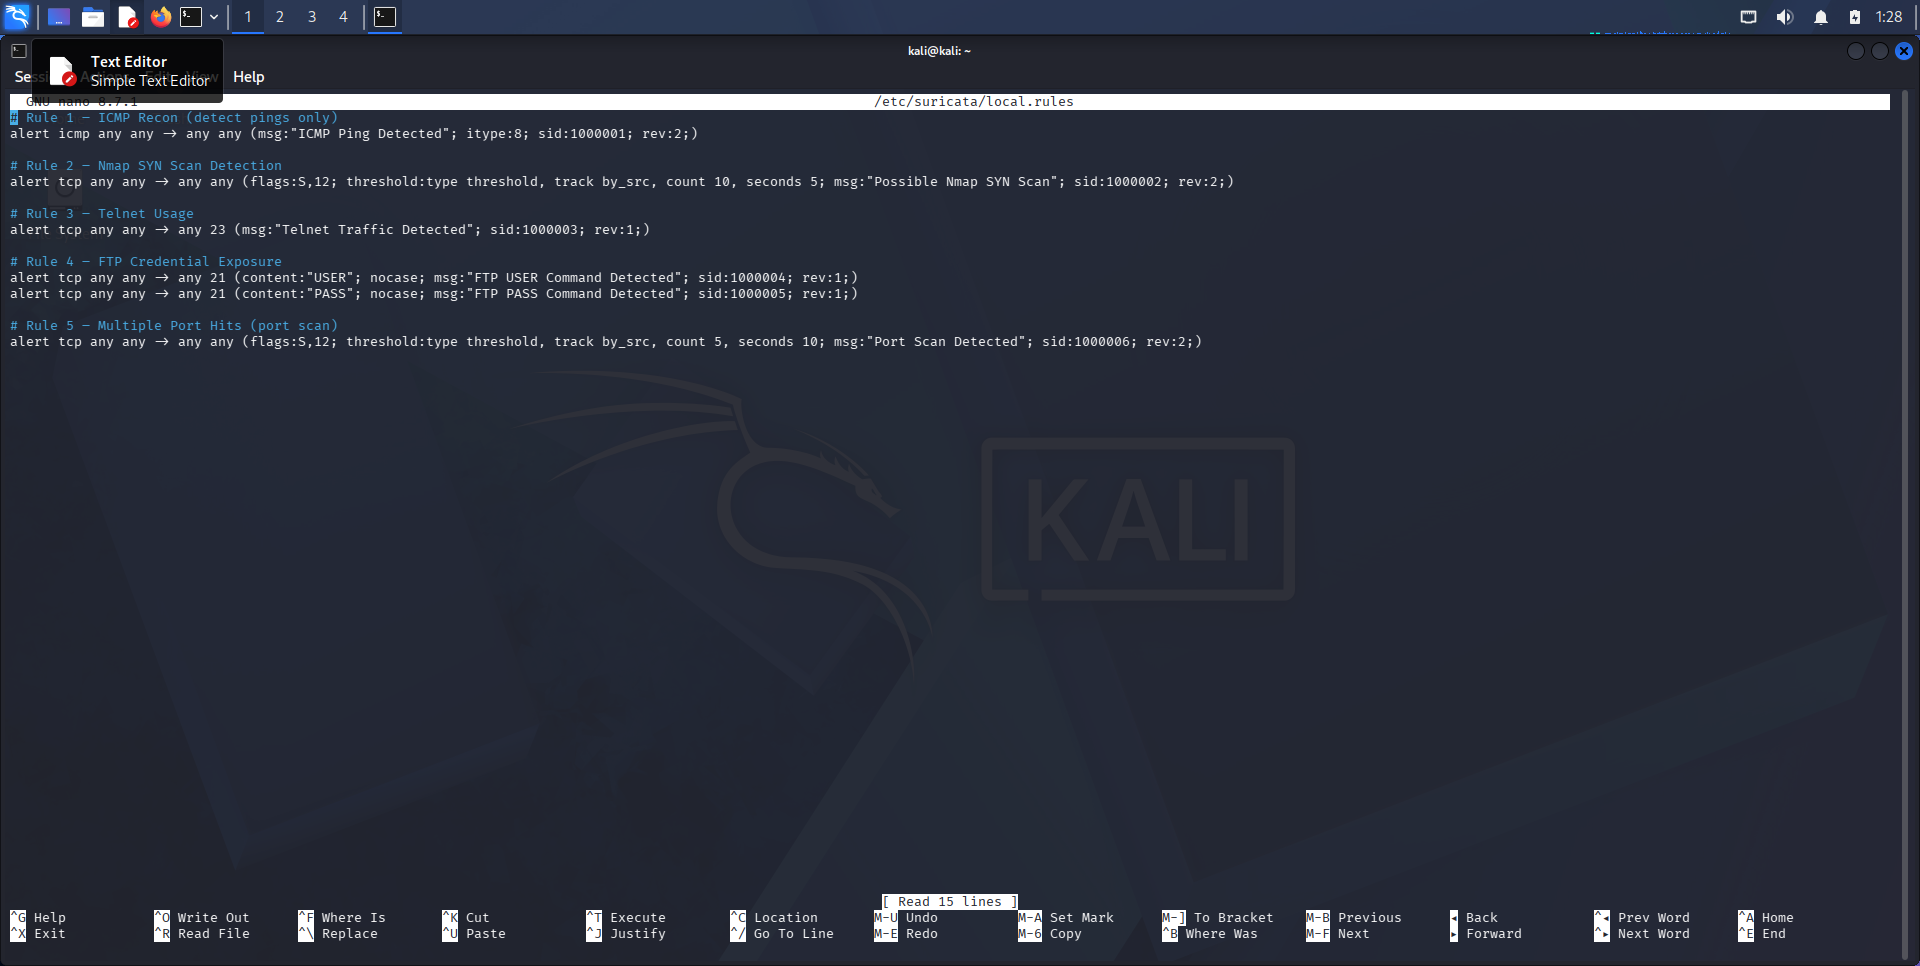 1 2 3 4
1:28
kali@kali: ~
Text Editor
Simple Text Editor
Session Actions Edit View Help
GNU nano 8.7.1 /etc/suricata/local.rules
# Rule 1 – ICMP Recon (detect pings only)
alert icmp any any -> any any (msg:"ICMP Ping Detected"; itype:8; sid:1000001; rev:2;)
# Rule 2 – Nmap SYN Scan Detection
alert tcp any any -> any any (flags:S,12; threshold:type threshold, track by_src, count 10, seconds 5; msg:"Possible Nmap SYN Scan"; sid:1000002; rev:2;)
# Rule 3 – Telnet Usage
alert tcp any any -> any 23 (msg:"Telnet Traffic Detected"; sid:1000003; rev:1;)
# Rule 4 – FTP Credential Exposure
alert tcp any any -> any 21 (content:"USER"; nocase; msg:"FTP USER Command Detected"; sid:1000004; rev:1;)
alert tcp any any -> any 21 (content:"PASS"; nocase; msg:"FTP PASS Command Detected"; sid:1000005; rev:1;)
# Rule 5 – Multiple Port Hits (port scan)
alert tcp any any -> any any (flags:S,12; threshold:type threshold, track by_src, count 5, seconds 10; msg:"Port Scan Detected"; sid:1000006; rev:2;)
KALI
[ Read 15 lines ]
^G Help ^O Write Out ^F Where Is ^K Cut ^T Execute ^C Location M-U Undo M-A Set Mark M-] To Bracket M-B Previous ◂ Back ^◂ Prev Word ^A Home
^X Exit ^R Read File ^\ Replace ^U Paste ^J Justify ^/ Go To Line M-E Redo M-6 Copy ^B Where Was M-F Next ▸ Forward ^▸ Next Word ^E End